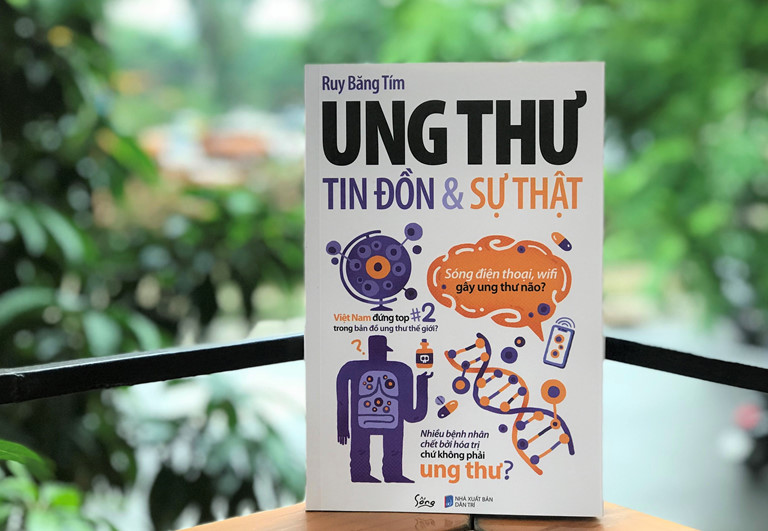 Ruy Băng Tím
UNG THƯ
TIN ĐỒN & SỰ THẬT
Sóng điện thoại, wifi
gây ung thư não?
Việt Nam đứng top #2
trong bản đồ ung thư thế giới?
?
Nhiều bệnh nhân
chết bởi hóa trị
chứ không phải
ung thư?
Sống
NHÀ XUẤT BẢN
DÂN TRÍ